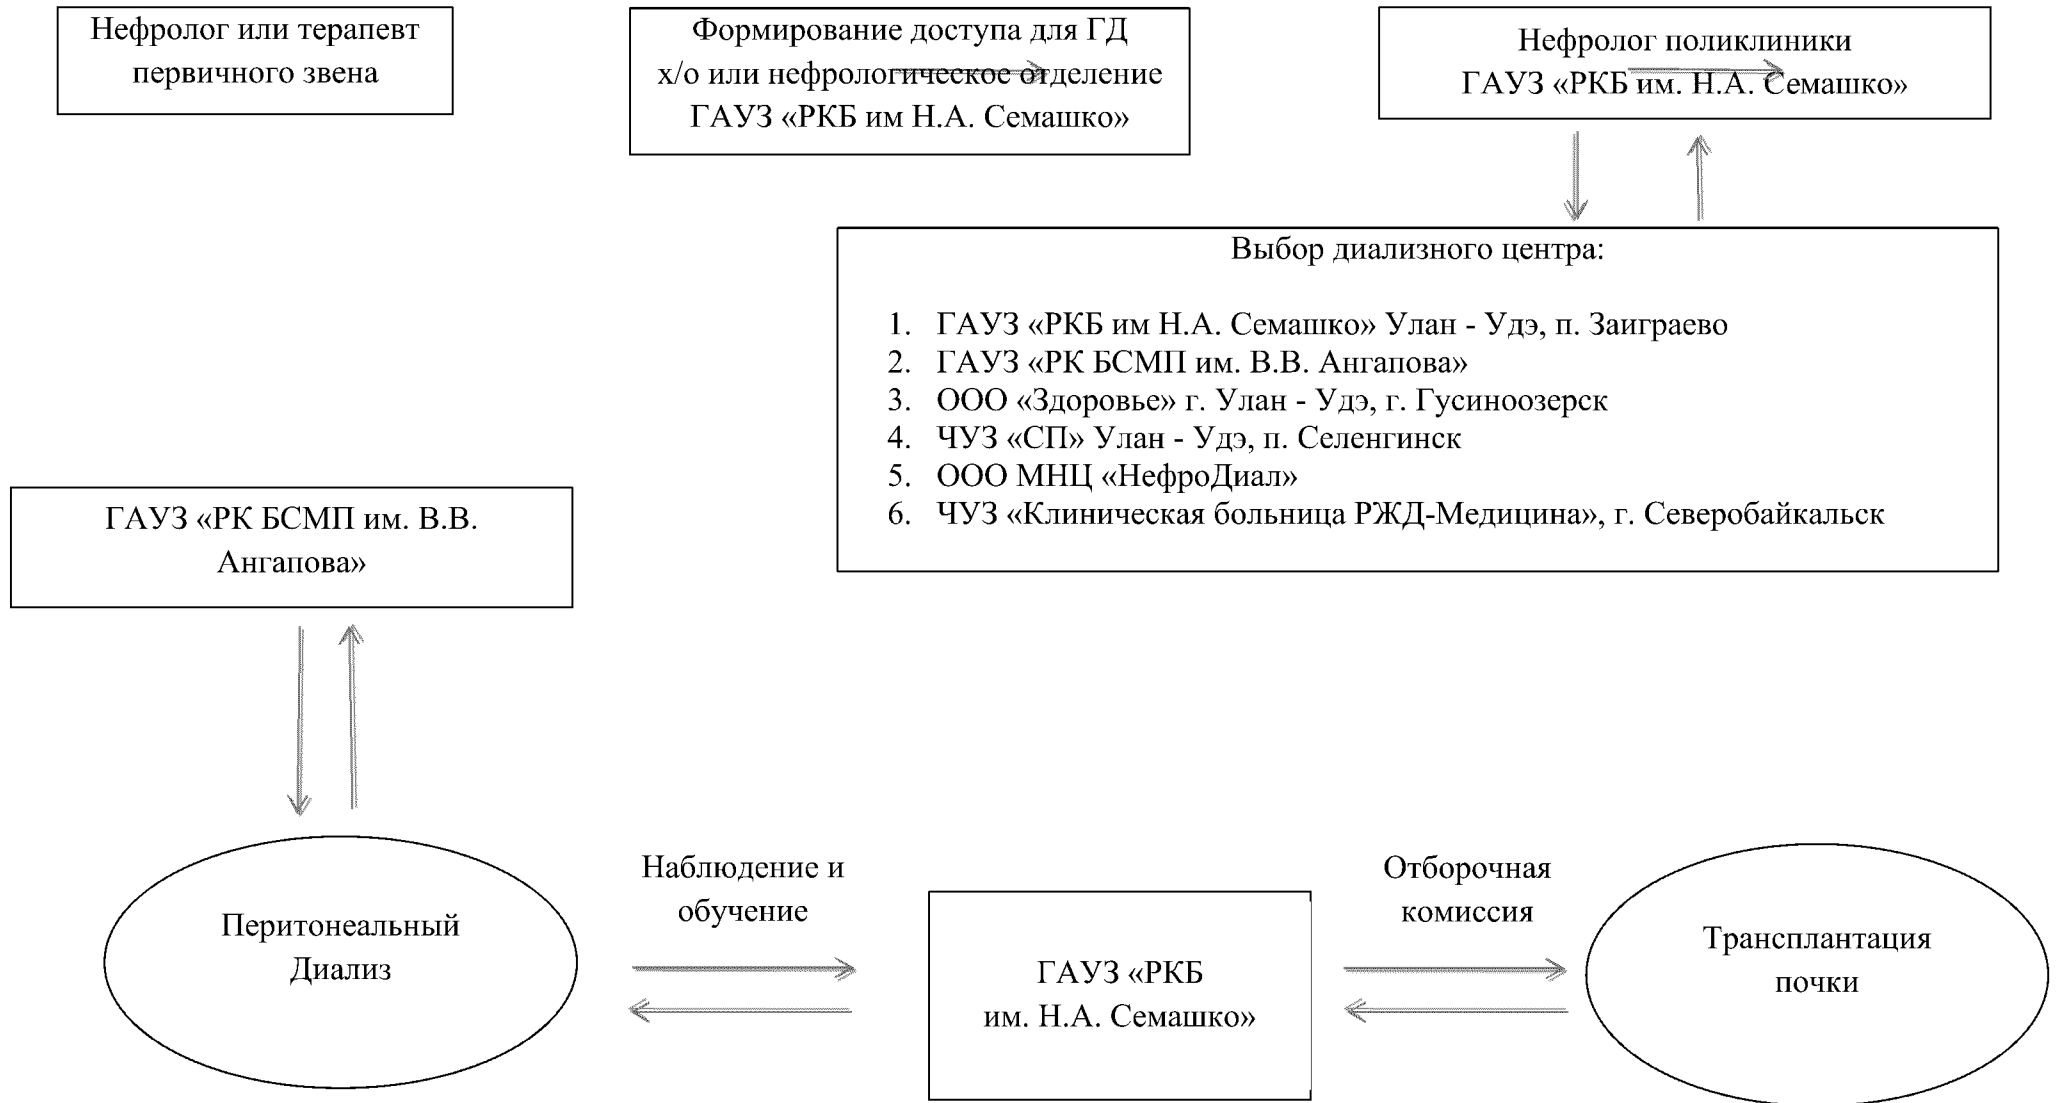 Нефролог или терапевт
первичного звена
Формирование доступа для ГД
х/о или нефрологическое отделение
ГАУЗ «РКБ им Н.А. Семашко»
Нефролог поликлиники
ГАУЗ «РКБ им. Н.А. Семашко»
Выбор диализного центра:
1. ГАУЗ «РКБ им Н.А. Семашко» Улан - Удэ, п. Заиграево
2. ГАУЗ «РК БСМП им. В.В. Ангапова»
3. ООО «Здоровье» г. Улан - Удэ, г. Гусиноозерск
4. ЧУЗ «СП» Улан - Удэ, п. Селенгинск
5. ООО МНЦ «НефроДиал»
6. ЧУЗ «Клиническая больница РЖД-Медицина», г. Северобайкальск
ГАУЗ «РК БСМП им. В.В.
Ангапова»
Перитонеальный
Диализ
Наблюдение и
обучение
ГАУЗ «РКБ
им. Н.А. Семашко»
Отборочная
комиссия
Трансплантация
почки